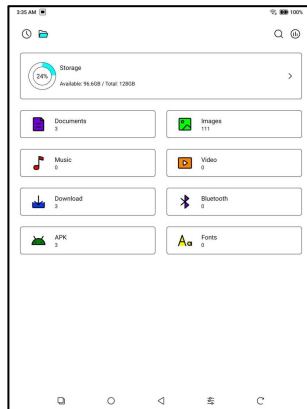 3:35 AM
100%
24%
Storage
Available: 96.6GB / Total: 128GB
Documents
3
Images
111
Music
0
Video
0
Download
3
Bluetooth
0
APK
3
Aa
Fonts
0